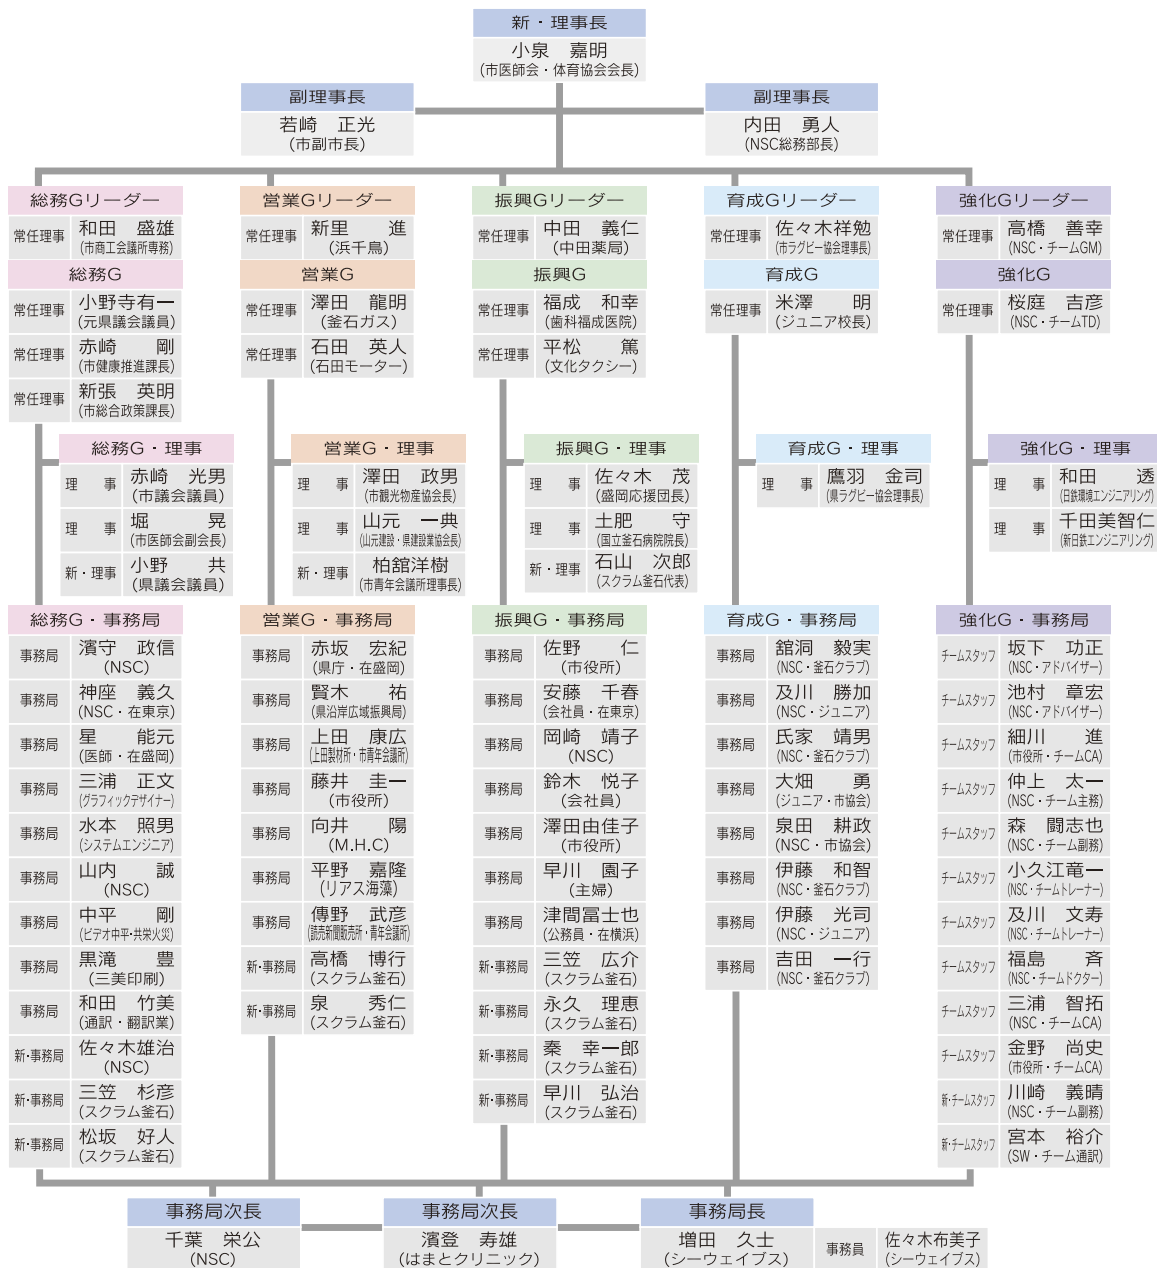 新・理事長
小泉　嘉明
(市医師会・体育協会会長)
副理事長
若崎　正光
(市副市長)
副理事長
内田　勇人
(NSC総務部長)
総務Gリーダー
常任理事
和田　盛雄
(市商工会議所専務)
総務G
常任理事
小野寺有一
(元県議会議員)
常任理事
赤崎　剛
(市健康推進課長)
常任理事
新張　英明
(市総合政策課長)
総務G・理事
理　事
赤崎　光男
(市議会議員)
理　事
堀　晃
(市医師会副会長)
新・理事
小野　共
(県議会議員)
総務G・事務局
事務局
濱守　政信
(NSC)
事務局
神座　義久
(NSC・在東京)
事務局
星　能元
(医師・在盛岡)
事務局
三浦　正文
(グラフィックデザイナー)
事務局
水本　照男
(システムエンジニア)
事務局
山内　誠
(NSC)
事務局
中平　剛
(ビデオ中平・共栄火災)
事務局
黒滝　豊
(三美印刷)
事務局
和田　竹美
(通訳・翻訳業)
新・事務局
佐々木雄治
(NSC)
新・事務局
三笠　杉彦
(スクラム釜石)
新・事務局
松坂　好人
(スクラム釜石)
営業Gリーダー
常任理事
新里　進
(浜千鳥)
営業G
常任理事
澤田　龍明
(釜石ガス)
常任理事
石田　英人
(石田モーター)
営業G・理事
理　事
澤田　政男
(市観光物産協会長)
理　事
山元　一典
(山元建設・県建設業協会長)
新・理事
柏舘洋樹
(市青年会議所理事長)
営業G・事務局
事務局
赤坂　宏紀
(県庁・在盛岡)
事務局
賢木　祐
(県沿岸広域振興局)
事務局
上田　康広
(上田製材所・市青年会議所)
事務局
藤井　圭一
(市役所)
事務局
向井　陽
(M.H.C)
事務局
平野　嘉隆
(リアス海藻)
事務局
傳野　武彦
(読売新聞販売所・青年会議所)
新・事務局
高橋　博行
(スクラム釜石)
新・事務局
泉　秀仁
(スクラム釜石)
振興Gリーダー
常任理事
中田　義仁
(中田薬局)
振興G
常任理事
福成　和幸
(歯科福成医院)
常任理事
平松　篤
(文化タクシー)
振興G・理事
理　事
佐々木　茂
(盛岡応援団長)
理　事
土肥　守
(国立釜石病院院長)
新・理事
石山　次郎
(スクラム釜石代表)
振興G・事務局
事務局
佐野　仁
(市役所)
事務局
安藤　千春
(会社員・在東京)
事務局
岡崎　靖子
(NSC)
事務局
鈴木　悦子
(会社員)
事務局
澤田由佳子
(市役所)
事務局
早川　園子
(主婦)
事務局
津間冨士也
(公務員・在横浜)
新・事務局
三笠　広介
(スクラム釜石)
新・事務局
永久　理恵
(スクラム釜石)
新・事務局
秦　幸一郎
(スクラム釜石)
新・事務局
早川　弘治
(スクラム釜石)
育成Gリーダー
常任理事
佐々木祥勉
(市ラグビー協会理事長)
育成G
常任理事
米澤　明
(ジュニア校長)
育成G・理事
理　事
鷹羽　金司
(県ラグビー協会理事長)
育成G・事務局
事務局
舘洞　毅実
(NSC・釜石クラブ)
事務局
及川　勝加
(NSC・ジュニア)
事務局
氏家　靖男
(NSC・釜石クラブ)
事務局
大畑　勇
(ジュニア・市協会)
事務局
泉田　耕政
(NSC・市協会)
事務局
伊藤　和智
(NSC・釜石クラブ)
事務局
伊藤　光司
(NSC・ジュニア)
事務局
吉田　一行
(NSC・釜石クラブ)
強化Gリーダー
常任理事
高橋　善幸
(NSC・チームGM)
強化G
常任理事
桜庭　吉彦
(NSC・チームTD)
強化G・理事
理　事
和田　透
(日鉄環境エンジニアリング)
理　事
千田美智仁
(新日鉄エンジニアリング)
強化G・事務局
チームスタッフ
坂下　功正
(NSC・アドバイザー)
チームスタッフ
池村　章宏
(NSC・アドバイザー)
チームスタッフ
細川　進
(市役所・チームCA)
チームスタッフ
仲上　太一
(NSC・チーム主務)
チームスタッフ
森　闘志也
(NSC・チーム副務)
チームスタッフ
小久江竜一
(NSC・チームトレーナー)
チームスタッフ
及川　文寿
(NSC・チームトレーナー)
チームスタッフ
福島　斉
(NSC・チームドクター)
チームスタッフ
三浦　智拓
(NSC・チームCA)
チームスタッフ
金野　尚史
(市役所・チームCA)
新・チームスタッフ
川崎　義晴
(NSC・チーム副務)
新・チームスタッフ
宮本　裕介
(SW・チーム通訳)
事務局次長
千葉　栄公
(NSC)
事務局次長
濱登　寿雄
(はまとクリニック)
事務局長
増田　久士
(シーウェイブス)
事務員
佐々木布美子
(シーウェイブス)